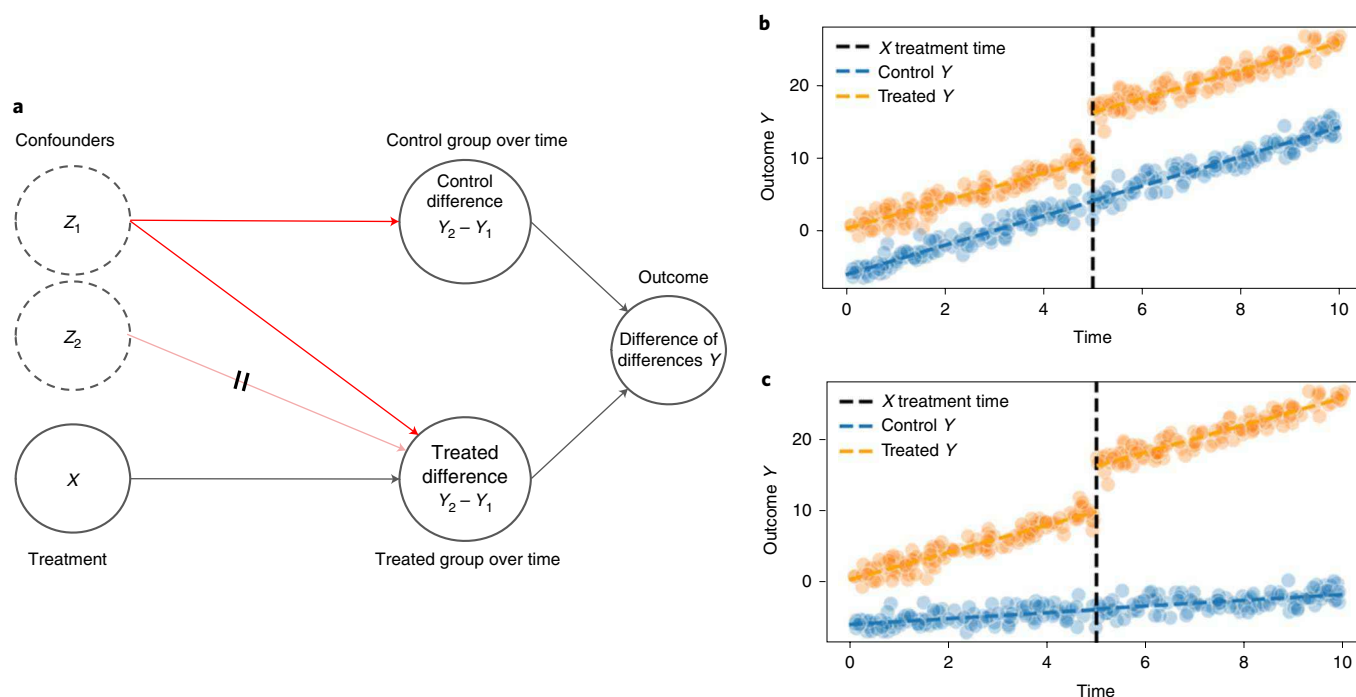 a
Confounders
Z1
Z2
X
Treatment
Control group over time
Control
difference
Y2 – Y1
Treated
difference
Y2 – Y1
Treated group over time
Outcome
Difference of
differences Y
b
X treatment time
Control Y
Treated Y
Outcome Y
20
10
0
0 2 4 6 8 10
Time
c
X treatment time
Control Y
Treated Y
Outcome Y
20
10
0
0 2 4 6 8 10
Time